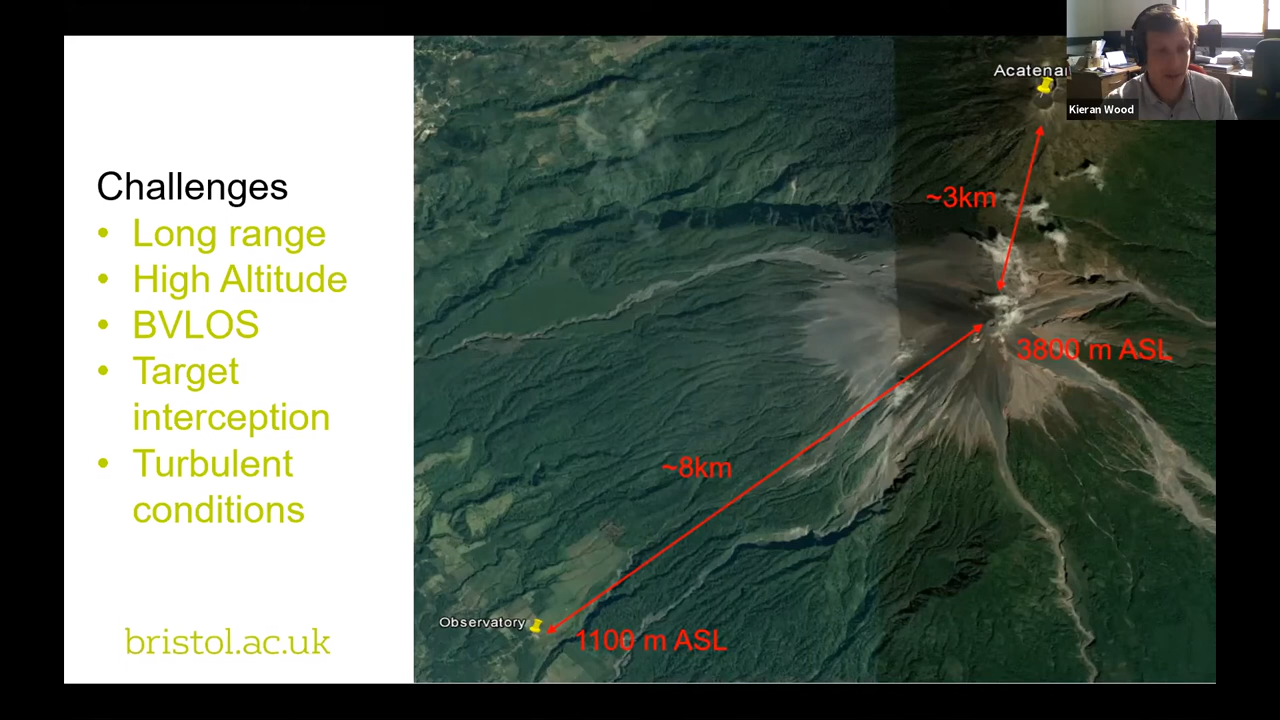 Challenges
• Long range
• High Altitude
• BVLOS
• Target
interception
• Turbulent
conditions
bristol.ac.uk
Acatenan
Kieran Wood
~3km
3800 m ASL
~8km
Observatory
1100 m ASL